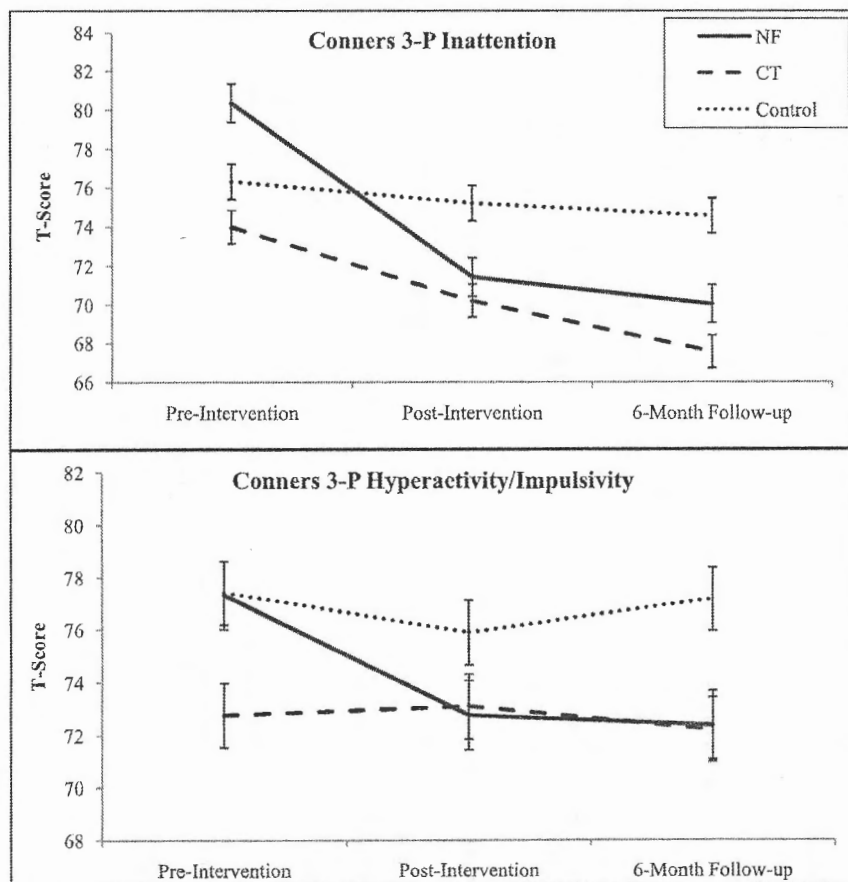 Conners 3-P Inattention
NF
CT
Control
84
82
80
78
76
74
72
70
68
66
T-Score
Pre-Intervention
Post-Intervention
6-Month Follow-up
Conners 3-P Hyperactivity/Impulsivity
82
80
78
76
74
72
70
68
T-Score
Pre-Intervention
Post-Intervention
6-Month Follow-up